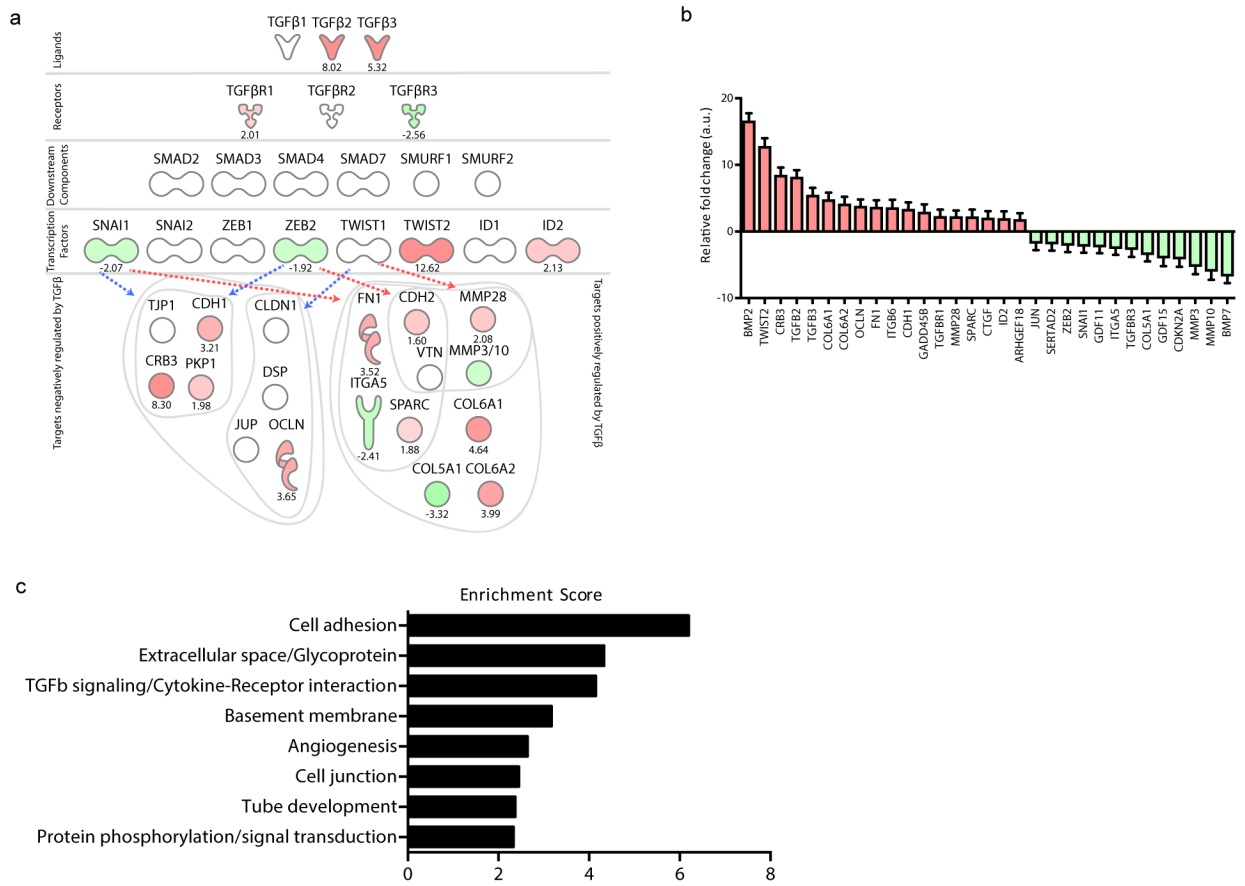 a
TGFβ1 TGFβ2 TGFβ3
Ligands
8.02 5.32
TGFβR1 TGFβR2 TGFβR3
Receptors
2.01 -2.56
Downstream
Components
SMAD2 SMAD3 SMAD4 SMAD7 SMURF1 SMURF2
Transcription
Factors
SNAI1 SNAI2 ZEB1 ZEB2 TWIST1 TWIST2 ID1 ID2
-2.07 -1.92 12.62 2.13
Targets negatively regulated by TGFβ
TJP1 CDH1 CLDN1
3.21
CRB3 PKP1
8.30 1.98
DSP
JUP OCLN
3.65
FN1 CDH2 MMP28
3.52 1.60 2.08
VTN MMP3/10
ITGA5 SPARC COL6A1
-2.41 1.88 4.64
COL5A1 COL6A2
-3.32 3.99
Targets positively regulated by TGFβ
b
Relative fold change (a.u.)
20
10
0
-10
BMP2
TWIST2
CRB3
TGFB2
TGFB3
COL6A1
COL6A2
OCLN
FN1
ITGB6
CDH1
GADD45B
TGFBR1
MMP28
SPARC
CTGF
ID2
ARHGEF18
JUN
SERTAD2
ZEB2
SNAI1
GDF11
ITGA5
TGFBR3
COL5A1
GDF15
CDKN2A
MMP3
MMP10
BMP7
c
Enrichment Score
Cell adhesion
Extracellular space/Glycoprotein
TGFb signaling/Cytokine-Receptor interaction
Basement membrane
Angiogenesis
Cell junction
Tube development
Protein phosphorylation/signal transduction
0 2 4 6 8